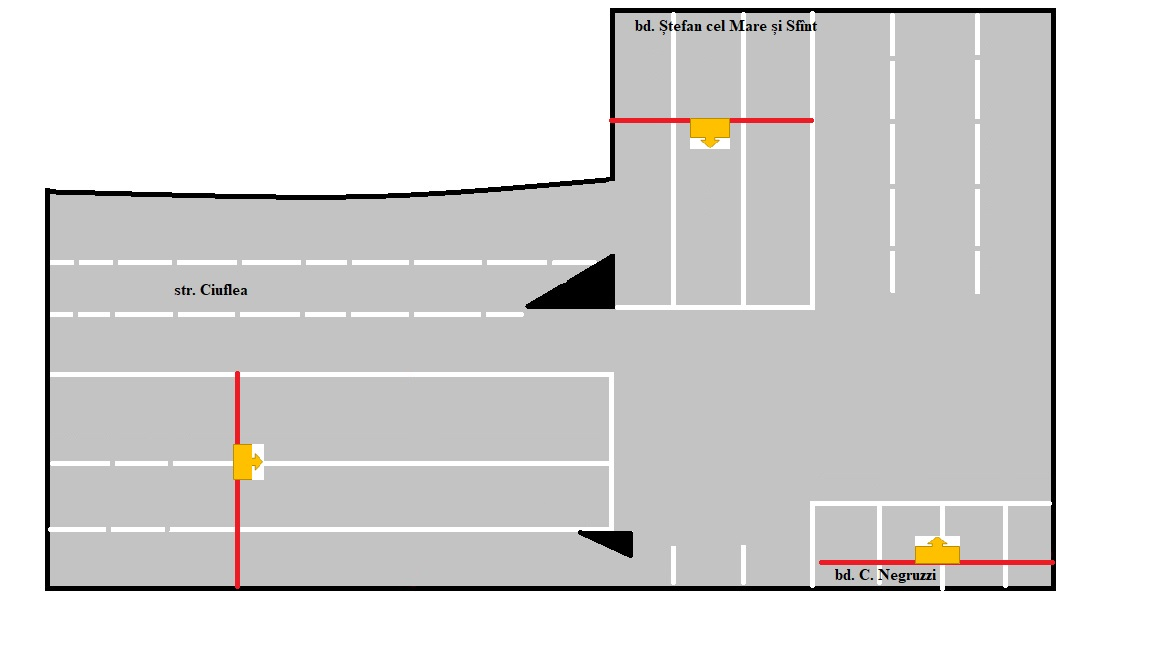 bd. Ștefan cel Mare și Sfînt
str. Ciuflea
bd. C. Negruzzi